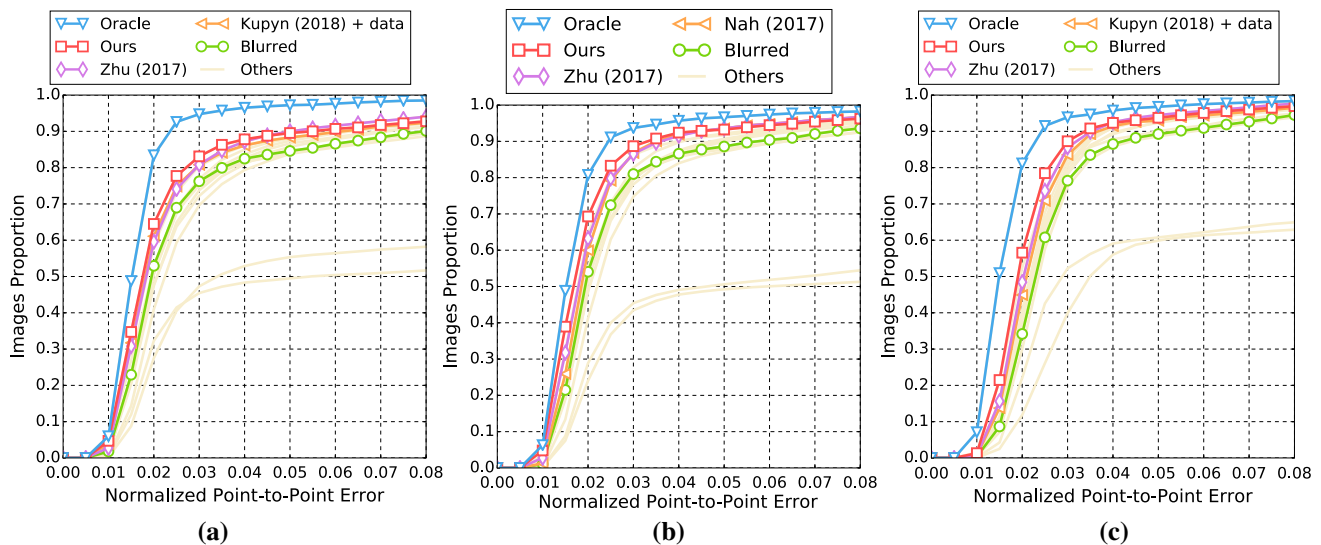 Oracle
Ours
Zhu (2017)
Kupyn (2018) + data
Blurred
Others
1.0
0.9
0.8
0.7
0.6
0.5
0.4
0.3
0.2
0.1
0.0
Images Proportion
0.00 0.01 0.02 0.03 0.04 0.05 0.06 0.07 0.08
Normalized Point-to-Point Error
(a)
Oracle
Ours
Zhu (2017)
Nah (2017)
Blurred
Others
1.0
0.9
0.8
0.7
0.6
0.5
0.4
0.3
0.2
0.1
0.0
Images Proportion
0.00 0.01 0.02 0.03 0.04 0.05 0.06 0.07 0.08
Normalized Point-to-Point Error
(b)
Oracle
Ours
Zhu (2017)
Kupyn (2018) + data
Blurred
Others
1.0
0.9
0.8
0.7
0.6
0.5
0.4
0.3
0.2
0.1
0.0
Images Proportion
0.00 0.01 0.02 0.03 0.04 0.05 0.06 0.07 0.08
Normalized Point-to-Point Error
(c)